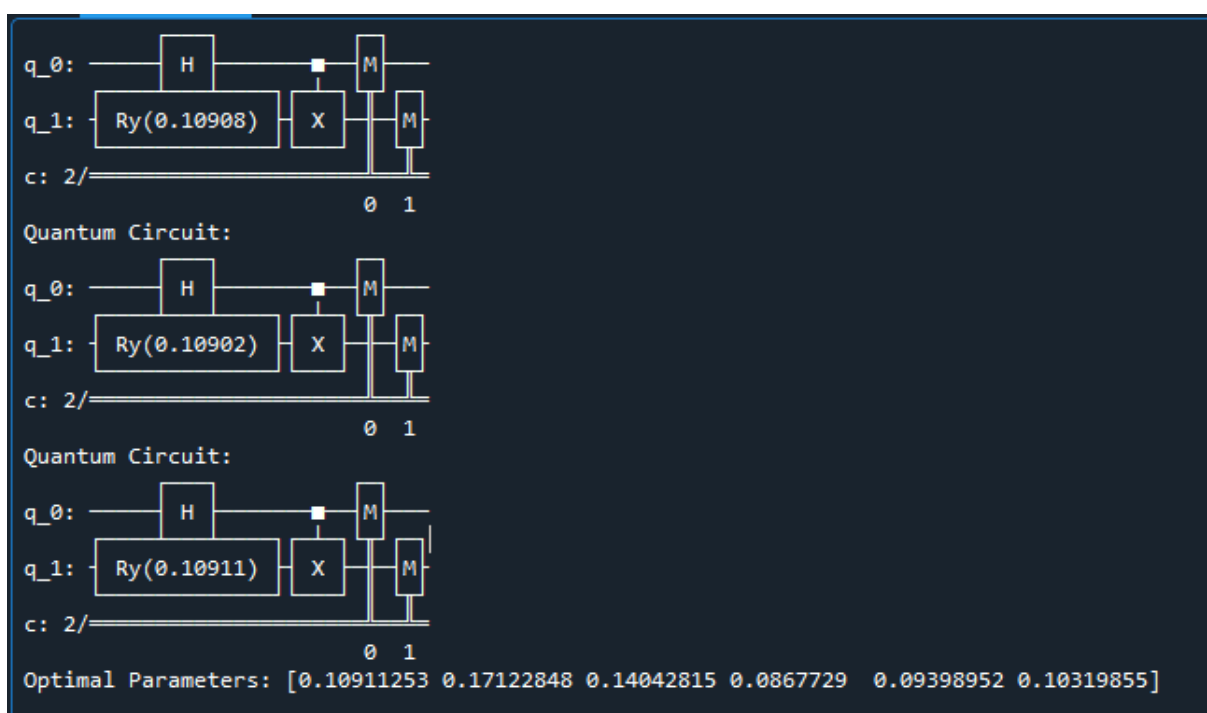 q_0: H M
q_1: Ry(0.10908) X M
c: 2/
0 1
Quantum Circuit:
q_0: H M
q_1: Ry(0.10902) X M
c: 2/
0 1
Quantum Circuit:
q_0: H M
q_1: Ry(0.10911) X M
c: 2/
0 1
Optimal Parameters: [0.10911253 0.17122848 0.14042815 0.0867729  0.09398952 0.10319855]